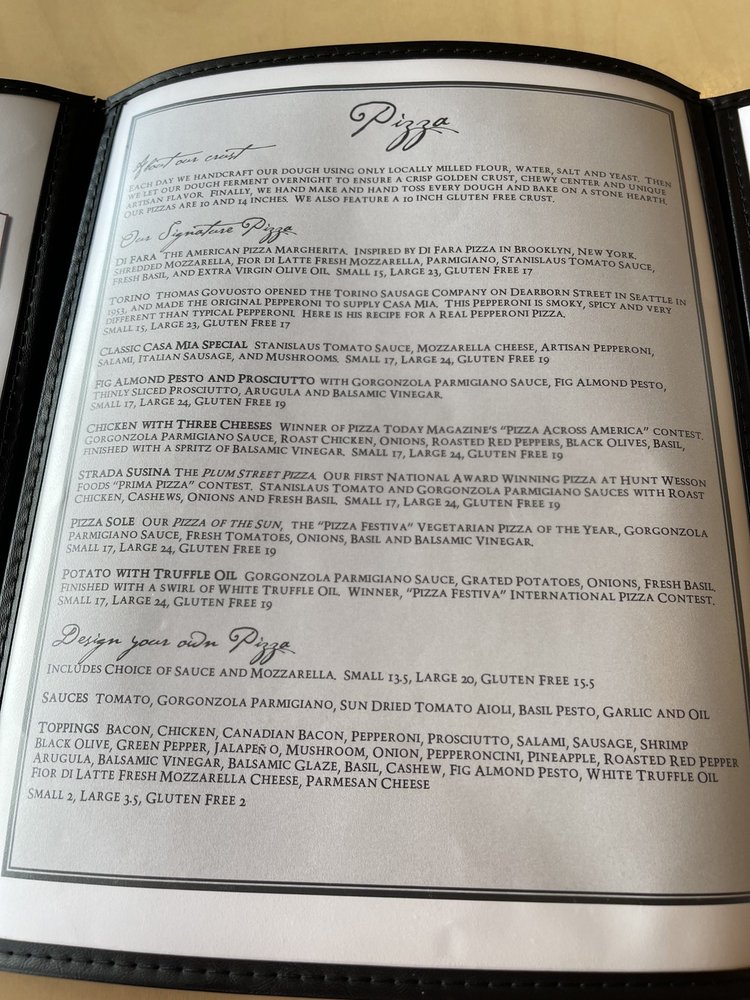 Pizza
About our crust
Each day we handcraft our dough using only locally milled flour, water, salt and yeast. Then
we let our dough ferment overnight to ensure a crisp golden crust, chewy center and unique
artisan flavor. Finally, we hand make and hand toss every dough and bake on a stone hearth.
Our pizzas are 10 and 14 inches. We also feature a 10 inch gluten free crust.
Our Signature Pizza
Di Fara The American Pizza Margherita. Inspired by Di Fara Pizza in Brooklyn, New York.
Shredded Mozzarella, Fior di Latte Fresh Mozzarella, Parmigiano, Stanislaus Tomato Sauce,
Fresh Basil, and Extra Virgin Olive Oil. Small 15, Large 23, Gluten Free 17
Torino Thomas Govuosto opened the Torino Sausage Company on Dearborn Street in Seattle in
1953, and made the original Pepperoni to supply Casa Mia. This Pepperoni is smoky, spicy and very
different than typical Pepperoni. Here is his recipe for a Real Pepperoni Pizza.
Small 15, Large 23, Gluten Free 17
Classic Casa Mia Special Stanislaus Tomato Sauce, Mozzarella cheese, Artisan Pepperoni,
Salami, Italian Sausage, and Mushrooms. Small 17, Large 24, Gluten Free 19
Fig Almond Pesto and Prosciutto with Gorgonzola Parmigiano Sauce, Fig Almond Pesto,
Thinly Sliced Prosciutto, Arugula and Balsamic Vinegar.
Small 17, Large 24, Gluten Free 19
Chicken with Three Cheeses Winner of Pizza Today Magazine's "Pizza Across America" contest.
Gorgonzola Parmigiano Sauce, Roast Chicken, Onions, Roasted Red Peppers, Black Olives, Basil,
finished with a spritz of Balsamic Vinegar. Small 17, Large 24, Gluten Free 19
Strada Susina The Plum Street Pizza. Our first National Award Winning Pizza at Hunt Wesson
Foods "Prima Pizza" contest. Stanislaus Tomato and Gorgonzola Parmigiano Sauces with Roast
Chicken, Cashews, Onions and Fresh Basil. Small 17, Large 24, Gluten Free 19
Pizza Sole Our Pizza of the Sun, the "Pizza Festiva" Vegetarian Pizza of the Year, Gorgonzola
Parmigiano Sauce, Fresh Tomatoes, Onions, Basil and Balsamic Vinegar.
Small 17, Large 24, Gluten Free 19
Potato with Truffle Oil Gorgonzola Parmigiano Sauce, Grated Potatoes, Onions, Fresh Basil.
Finished with a swirl of White Truffle Oil. Winner, "Pizza Festiva" International Pizza Contest.
Small 17, Large 24, Gluten Free 19
Design your own Pizza
Includes Choice of Sauce and Mozzarella. Small 13.5, Large 20, Gluten Free 15.5
Sauces Tomato, Gorgonzola Parmigiano, Sun Dried Tomato Aioli, Basil Pesto, Garlic and Oil
Toppings Bacon, Chicken, Canadian Bacon, Pepperoni, Prosciutto, Salami, Sausage, Shrimp
Black Olive, Green Pepper, Jalapeño, Mushroom, Onion, Pepperoncini, Pineapple, Roasted Red Pepper
Arugula, Balsamic Vinegar, Balsamic Glaze, Basil, Cashew, Fig Almond Pesto, White Truffle Oil
Fior di Latte Fresh Mozzarella Cheese, Parmesan Cheese
Small 2, Large 3.5, Gluten Free 2